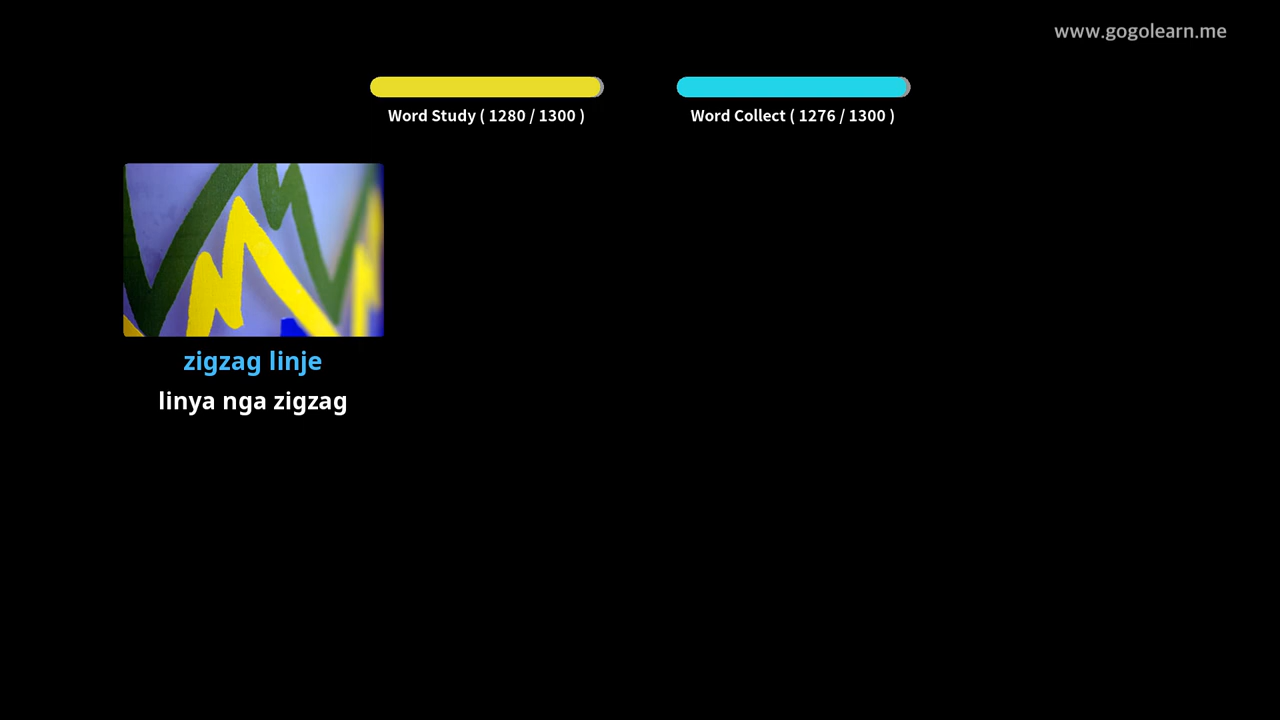 www.gogolearn.me
Word Study ( 1280 / 1300 )
Word Collect ( 1276 / 1300 )
zigzag linje
linya nga zigzag